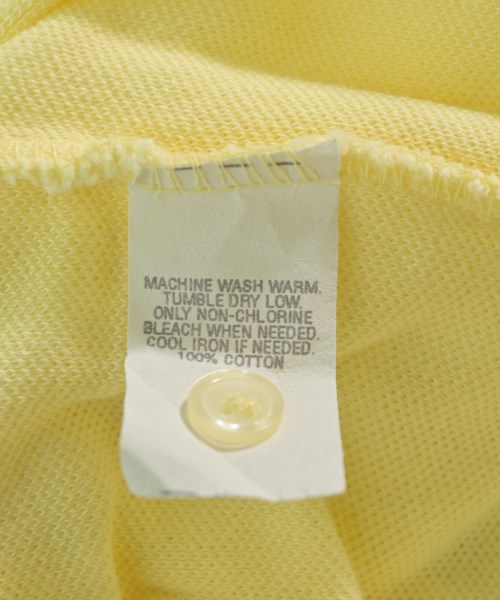 MACHINE WASH WARM.
TUMBLE DRY LOW.
ONLY NON-CHLORINE
BLEACH WHEN NEEDED.
COOL IRON IF NEEDED.
100% COTTON